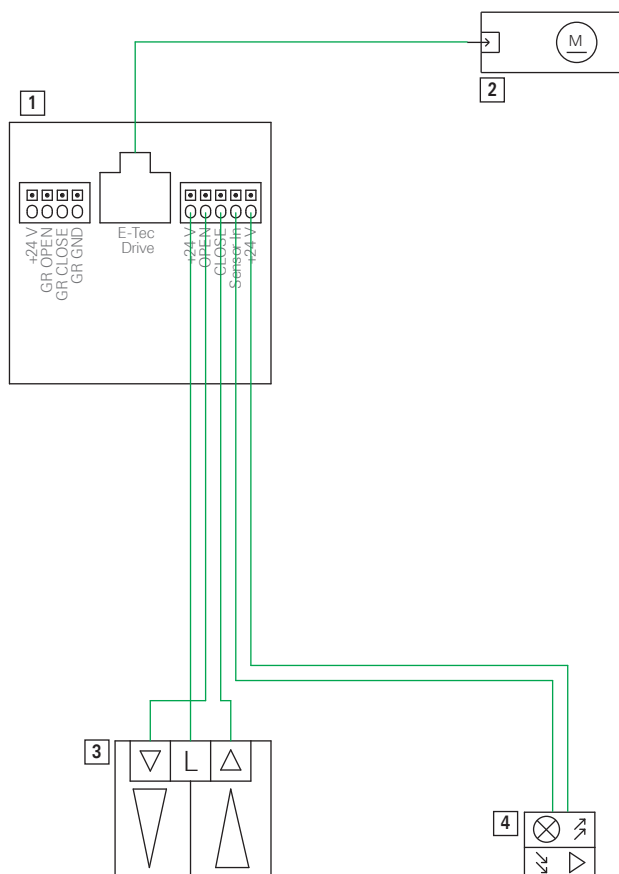 1
2
M
E-Tec
Drive
+24 V
GR OPEN
GR CLOSE
GR GND
+24 V
OPEN
CLOSE
Sensor In
+24 V
3
L
4